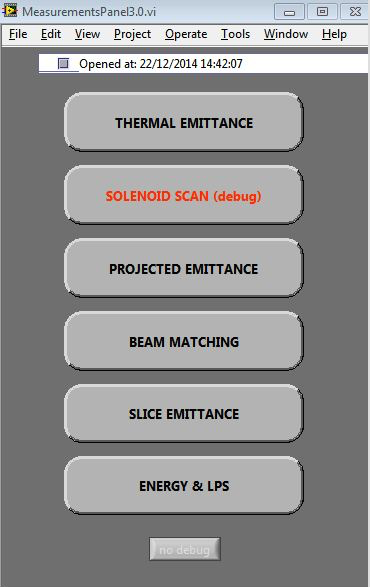 MeasurementsPanel3.0.vi
File Edit View Project Operate Tools Window Help
Opened at: 22/12/2014 14:42:07
THERMAL EMITTANCE
SOLENOID SCAN (debug)
PROJECTED EMITTANCE
BEAM MATCHING
SLICE EMITTANCE
ENERGY & LPS
no debug